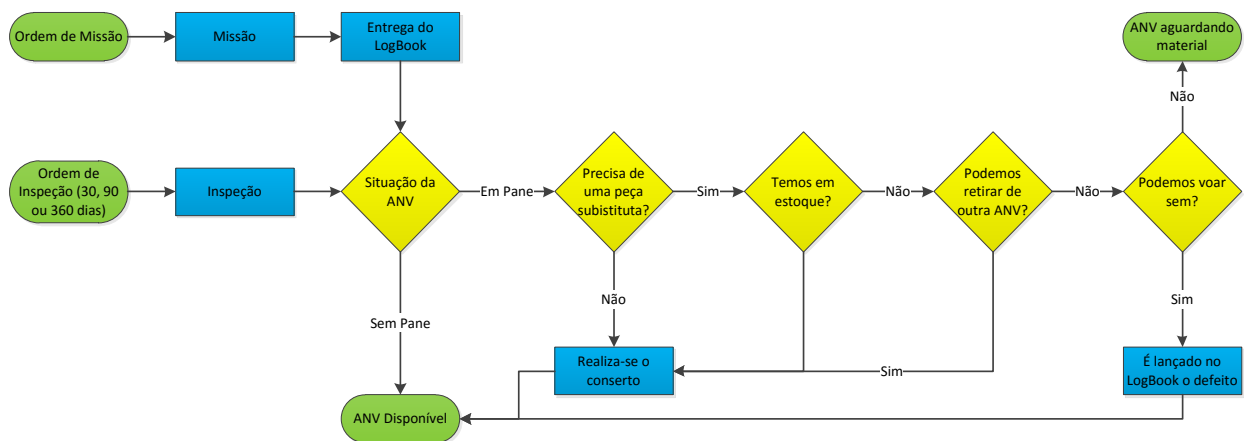 Ordem de Missão
Missão
Entrega do
LogBook
ANV aguardando
material
Não
Ordem de
Inspeção (30, 90
ou 360 dias)
Inspeção
Situação da
ANV
Em Pane
Precisa de
uma peça
subistituta?
Sim
Temos em
estoque?
Não
Podemos
retirar de
outra ANV?
Não
Podemos voar
sem?
Não
Sim
Sem Pane
Realiza-se o
conserto
Sim
É lançado no
LogBook o defeito
ANV Disponível